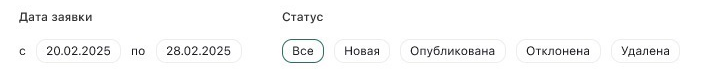 Дата заявки
Статус
с 20.02.2025 по 28.02.2025
Все Новая Опубликована Отклонена Удалена